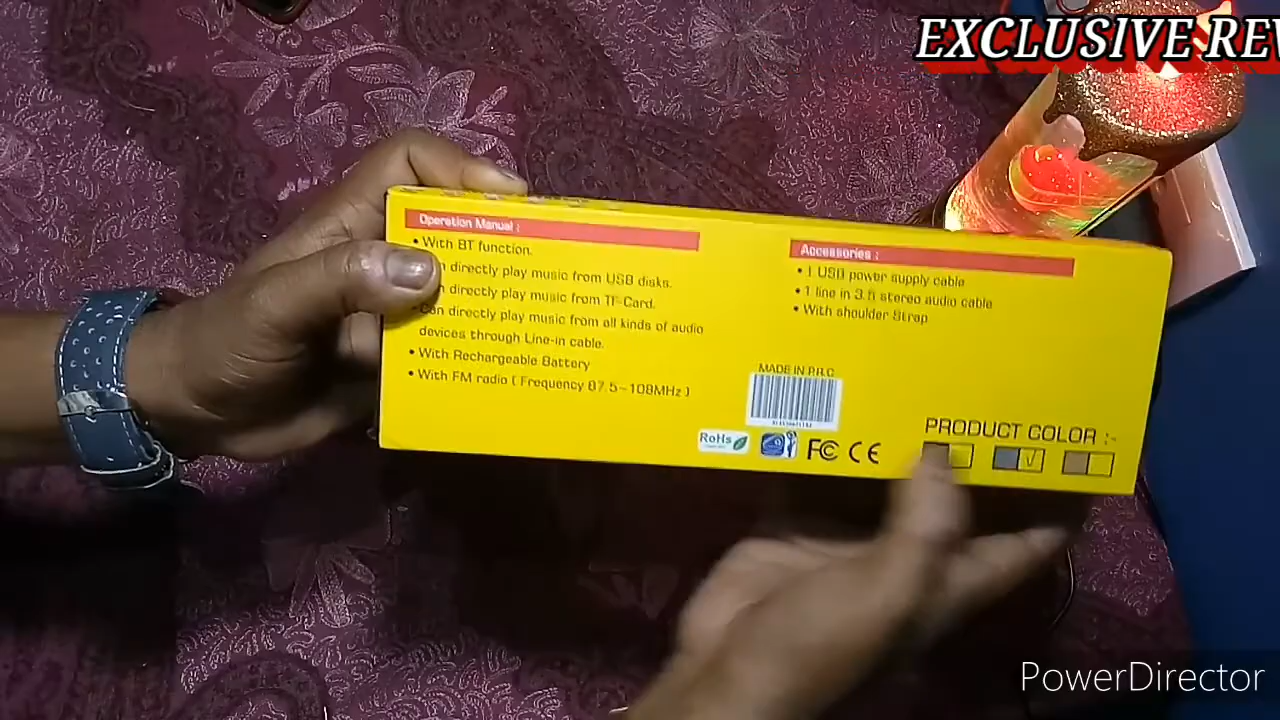 EXCLUSIVE REV
Operation Manual :
• With BT function.
directly play music from USB disks.
directly play music from TF-Card.
Can directly play music from all kinds of audio
devices through Line-in cable.
• With Rechargeable Battery
• With FM radio ( Frequency 87.5~108MHz )
Accessories :
• 1 USB power supply cable
• 1 line in 3.5 stereo audio cable
• With shoulder Strap
MADE IN P.R.C
RoHs
FC CE
PRODUCT COLOR :-
PowerDirector